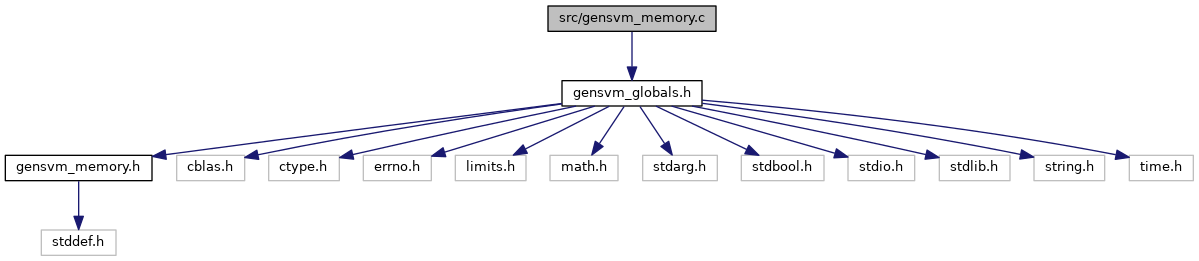 src/gensvm_memory.c
gensvm_globals.h
gensvm_memory.h
cblas.h
ctype.h
errno.h
limits.h
math.h
stdarg.h
stdbool.h
stdio.h
stdlib.h
string.h
time.h
stddef.h